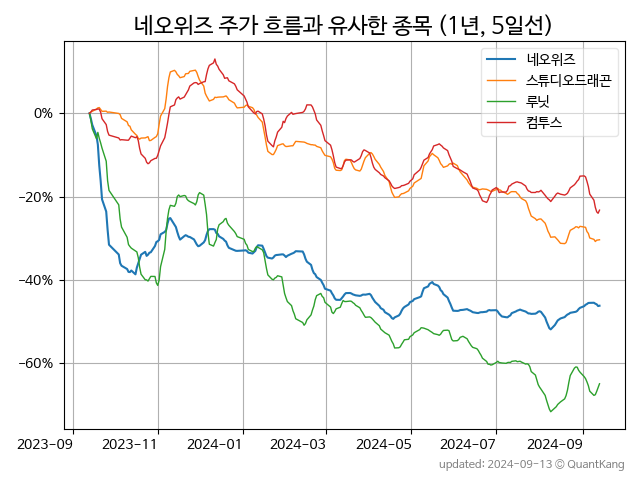 네오위즈 주가 흐름과 유사한 종목 (1년, 5일선)
네오위즈
스튜디오드래곤
루닛
컴투스
0%
−20%
−40%
−60%
2023-09 2023-11 2024-01 2024-03 2024-05 2024-07 2024-09
updated: 2024-09-13 © QuantKang